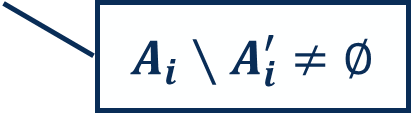 A_i \ A'_i ≠ ∅